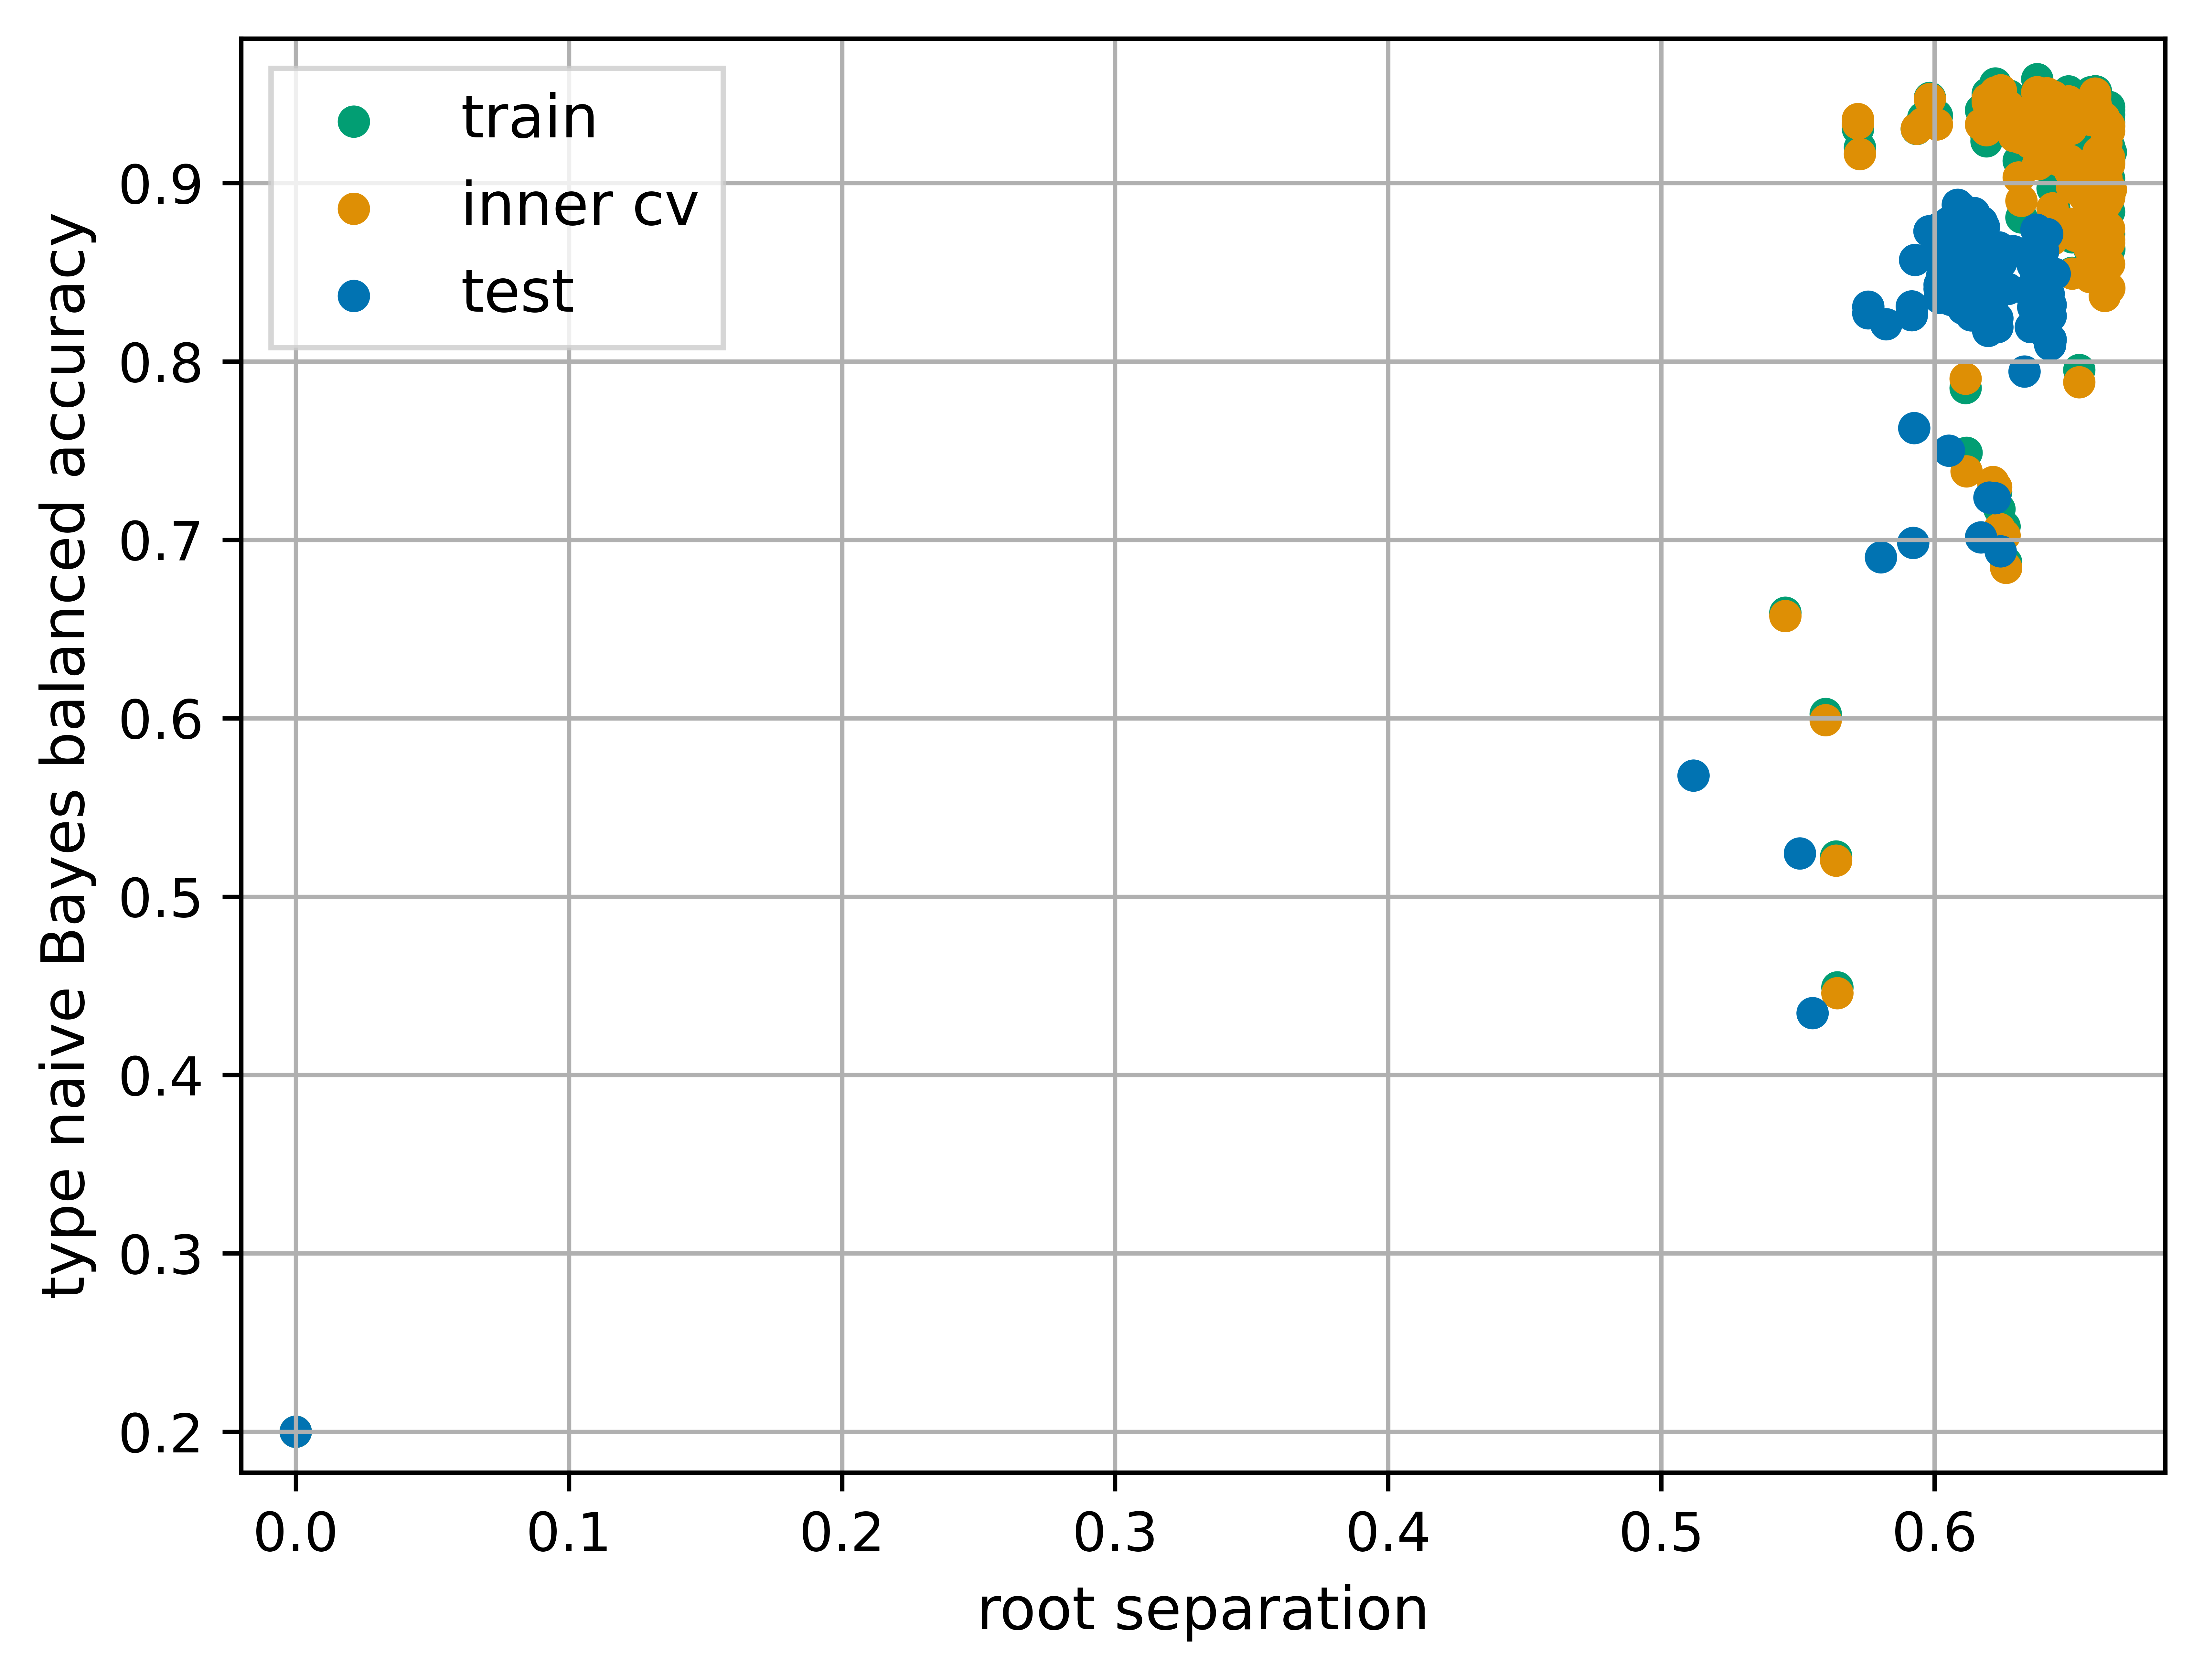 train
inner cv
test
type naive Bayes balanced accuracy
0.9
0.8
0.7
0.6
0.5
0.4
0.3
0.2
0.0 0.1 0.2 0.3 0.4 0.5 0.6
root separation